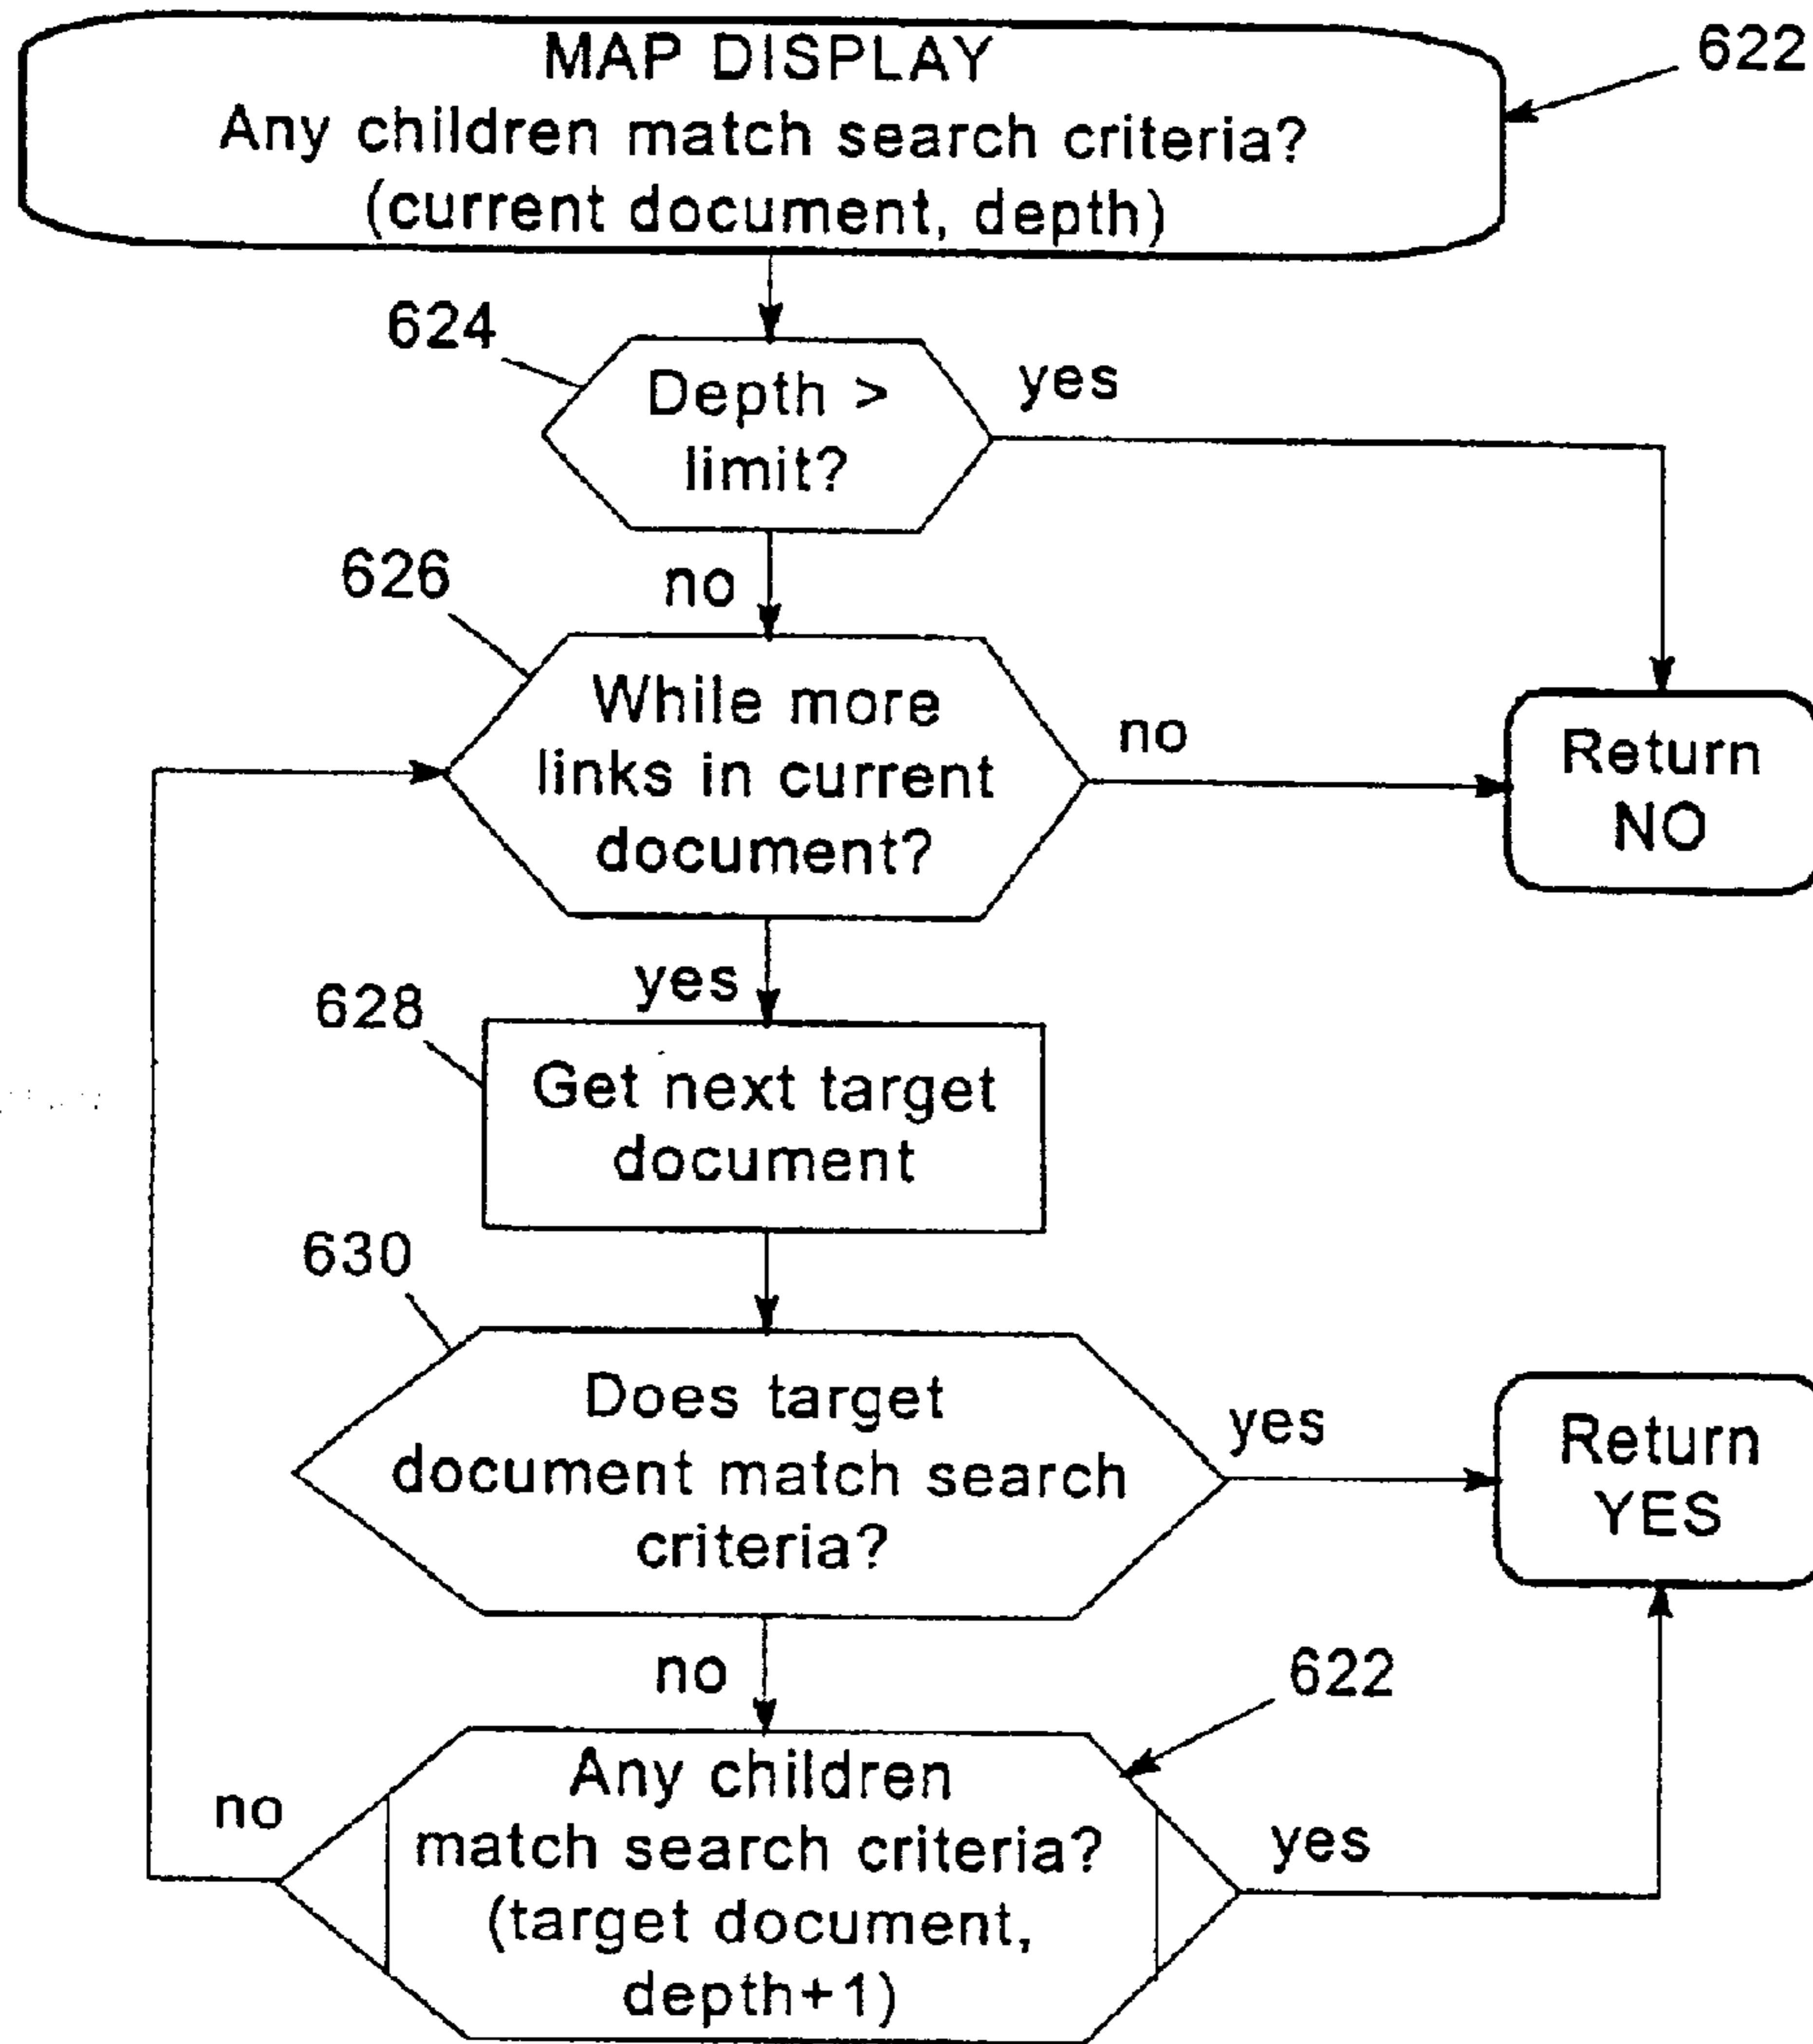 MAP DISPLAY
Any children match search criteria?
(current document, depth)
622
624
Depth >
limit?
yes
no
626
While more
links in current
document?
no
Return
NO
yes
628
Get next target
document
630
Does target
document match search
criteria?
yes
Return
YES
no
622
Any children
match search criteria?
(target document,
depth+1)
no
yes